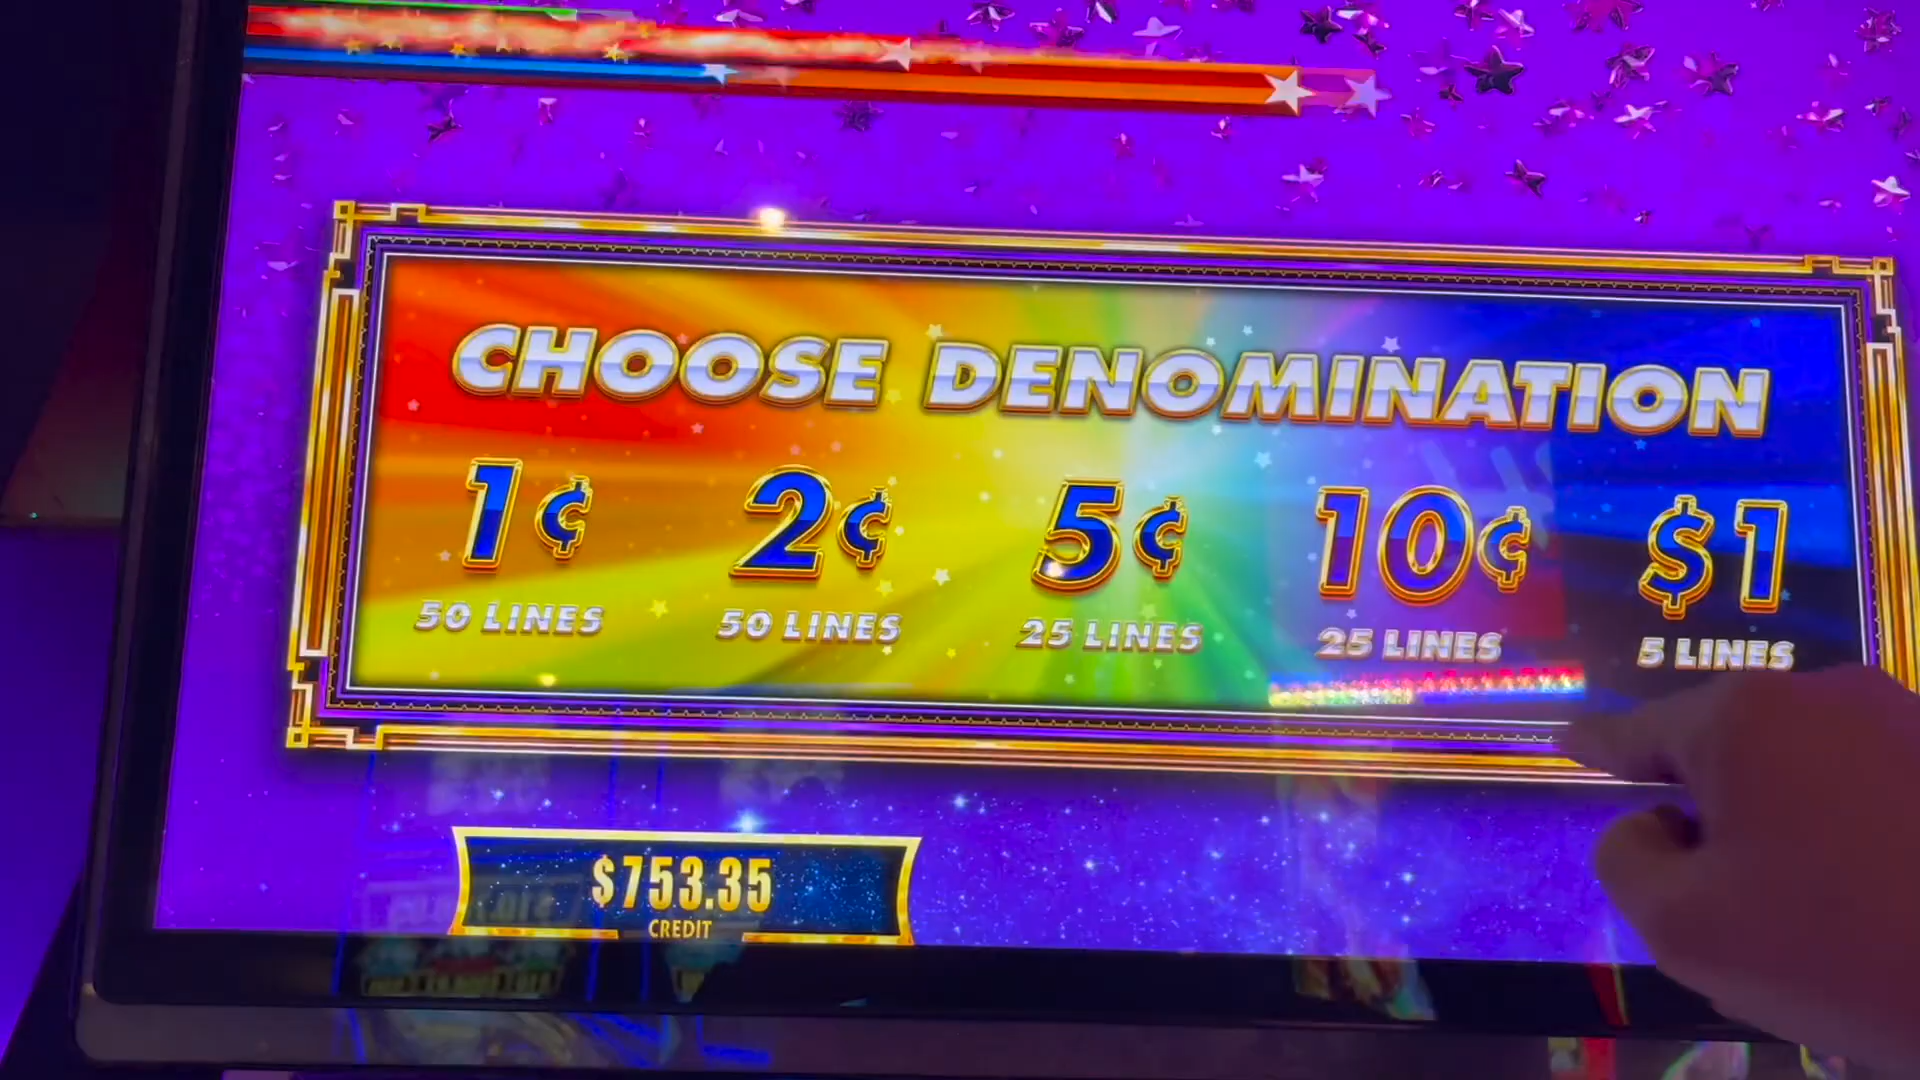 CHOOSE DENOMINATION
1¢ 2¢ 5¢ 10¢ $1
50 LINES 50 LINES 25 LINES 25 LINES 5 LINES
$753.35
CREDIT